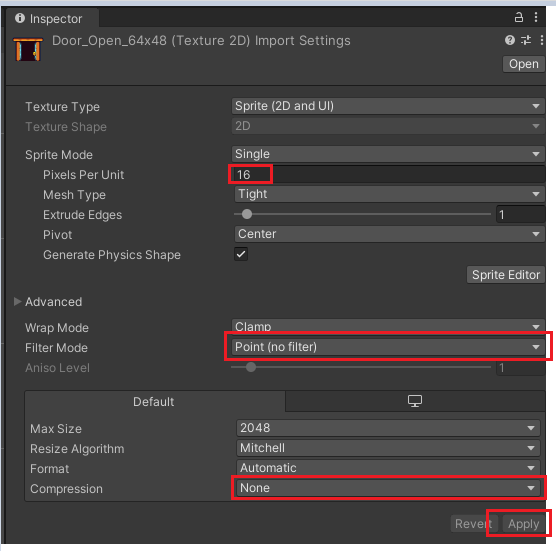 Inspector
Door_Open_64x48 (Texture 2D) Import Settings
Open
Texture Type Sprite (2D and UI)
Texture Shape 2D
Sprite Mode Single
Pixels Per Unit 16
Mesh Type Tight
Extrude Edges 1
Pivot Center
Generate Physics Shape
Sprite Editor
Advanced
Wrap Mode Clamp
Filter Mode Point (no filter)
Aniso Level 1
Default
Max Size 2048
Resize Algorithm Mitchell
Format Automatic
Compression None
Revert Apply